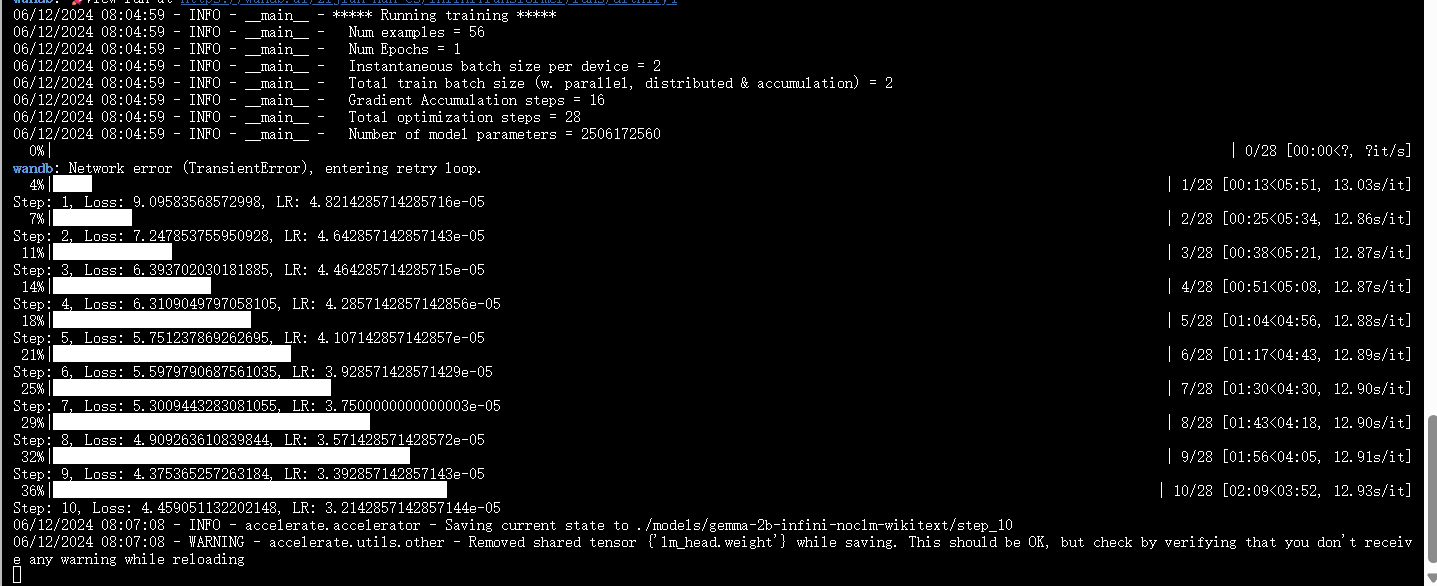 06/12/2024 08:04:59 - INFO - __main__ - ***** Running training *****
06/12/2024 08:04:59 - INFO - __main__ -   Num examples = 56
06/12/2024 08:04:59 - INFO - __main__ -   Num Epochs = 1
06/12/2024 08:04:59 - INFO - __main__ -   Instantaneous batch size per device = 2
06/12/2024 08:04:59 - INFO - __main__ -   Total train batch size (w. parallel, distributed & accumulation) = 2
06/12/2024 08:04:59 - INFO - __main__ -   Gradient Accumulation steps = 16
06/12/2024 08:04:59 - INFO - __main__ -   Total optimization steps = 28
06/12/2024 08:04:59 - INFO - __main__ -   Number of model parameters = 2506172560
0%| | 0/28 [00:00<?, ?it/s]
wandb: Network error (TransientError), entering retry loop.
4%| | 1/28 [00:13<05:51, 13.03s/it]
Step: 1, Loss: 9.09583568572998, LR: 4.8214285714285716e-05
7%| | 2/28 [00:25<05:34, 12.86s/it]
Step: 2, Loss: 7.247853755950928, LR: 4.642857142857143e-05
11%| | 3/28 [00:38<05:21, 12.87s/it]
Step: 3, Loss: 6.393702030181885, LR: 4.464285714285715e-05
14%| | 4/28 [00:51<05:08, 12.87s/it]
Step: 4, Loss: 6.3109049797058105, LR: 4.2857142857142856e-05
18%| | 5/28 [01:04<04:56, 12.88s/it]
Step: 5, Loss: 5.751237869262695, LR: 4.107142857142857e-05
21%| | 6/28 [01:17<04:43, 12.89s/it]
Step: 6, Loss: 5.5979790687561035, LR: 3.928571428571429e-05
25%| | 7/28 [01:30<04:30, 12.90s/it]
Step: 7, Loss: 5.3009443283081055, LR: 3.7500000000000003e-05
29%| | 8/28 [01:43<04:18, 12.90s/it]
Step: 8, Loss: 4.909263610839844, LR: 3.571428571428572e-05
32%| | 9/28 [01:56<04:05, 12.91s/it]
Step: 9, Loss: 4.375365257263184, LR: 3.392857142857143e-05
36%| | 10/28 [02:09<03:52, 12.93s/it]
Step: 10, Loss: 4.459051132202148, LR: 3.2142857142857144e-05
06/12/2024 08:07:08 - INFO - accelerate.accelerator - Saving current state to ./models/gemma-2b-infini-noclm-wikitext/step_10
06/12/2024 08:07:08 - WARNING - accelerate.utils.other - Removed shared tensor {'lm_head.weight'} while saving. This should be OK, but check by verifying that you don't receiv
e any warning while reloading